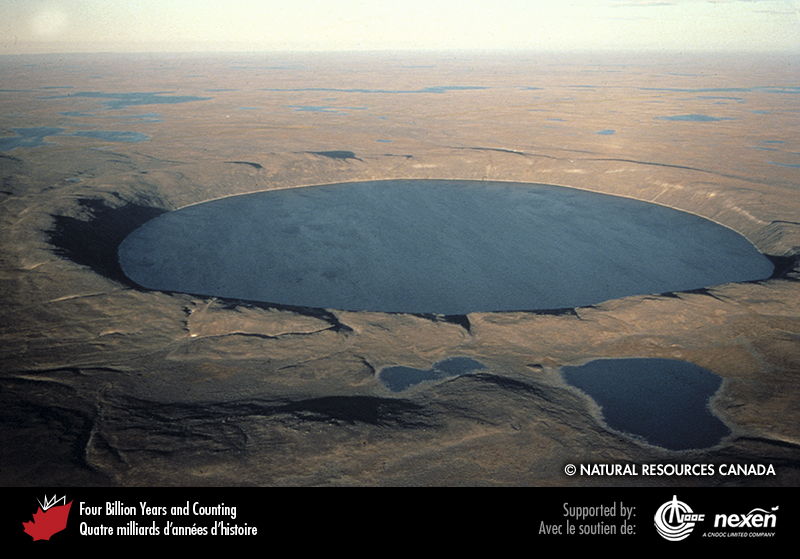 © NATURAL RESOURCES CANADA
Four Billion Years and Counting
Quatre milliards d'années d'histoire
Supported by:
Avec le soutien de:
CNOOC
nexen
A CNOOC LIMITED COMPANY